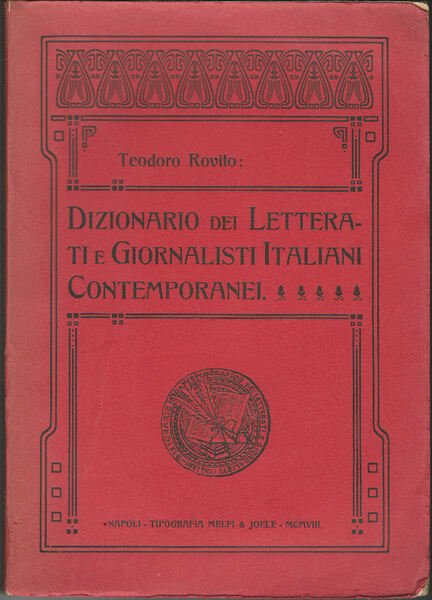 Teodoro Rovito:
DIZIONARIO DEI LETTERA-
TI E GIORNALISTI ITALIANI
CONTEMPORANEI.
NAPOLI - TIPOGRAFIA MELFI & JOELE - MCMVIII.